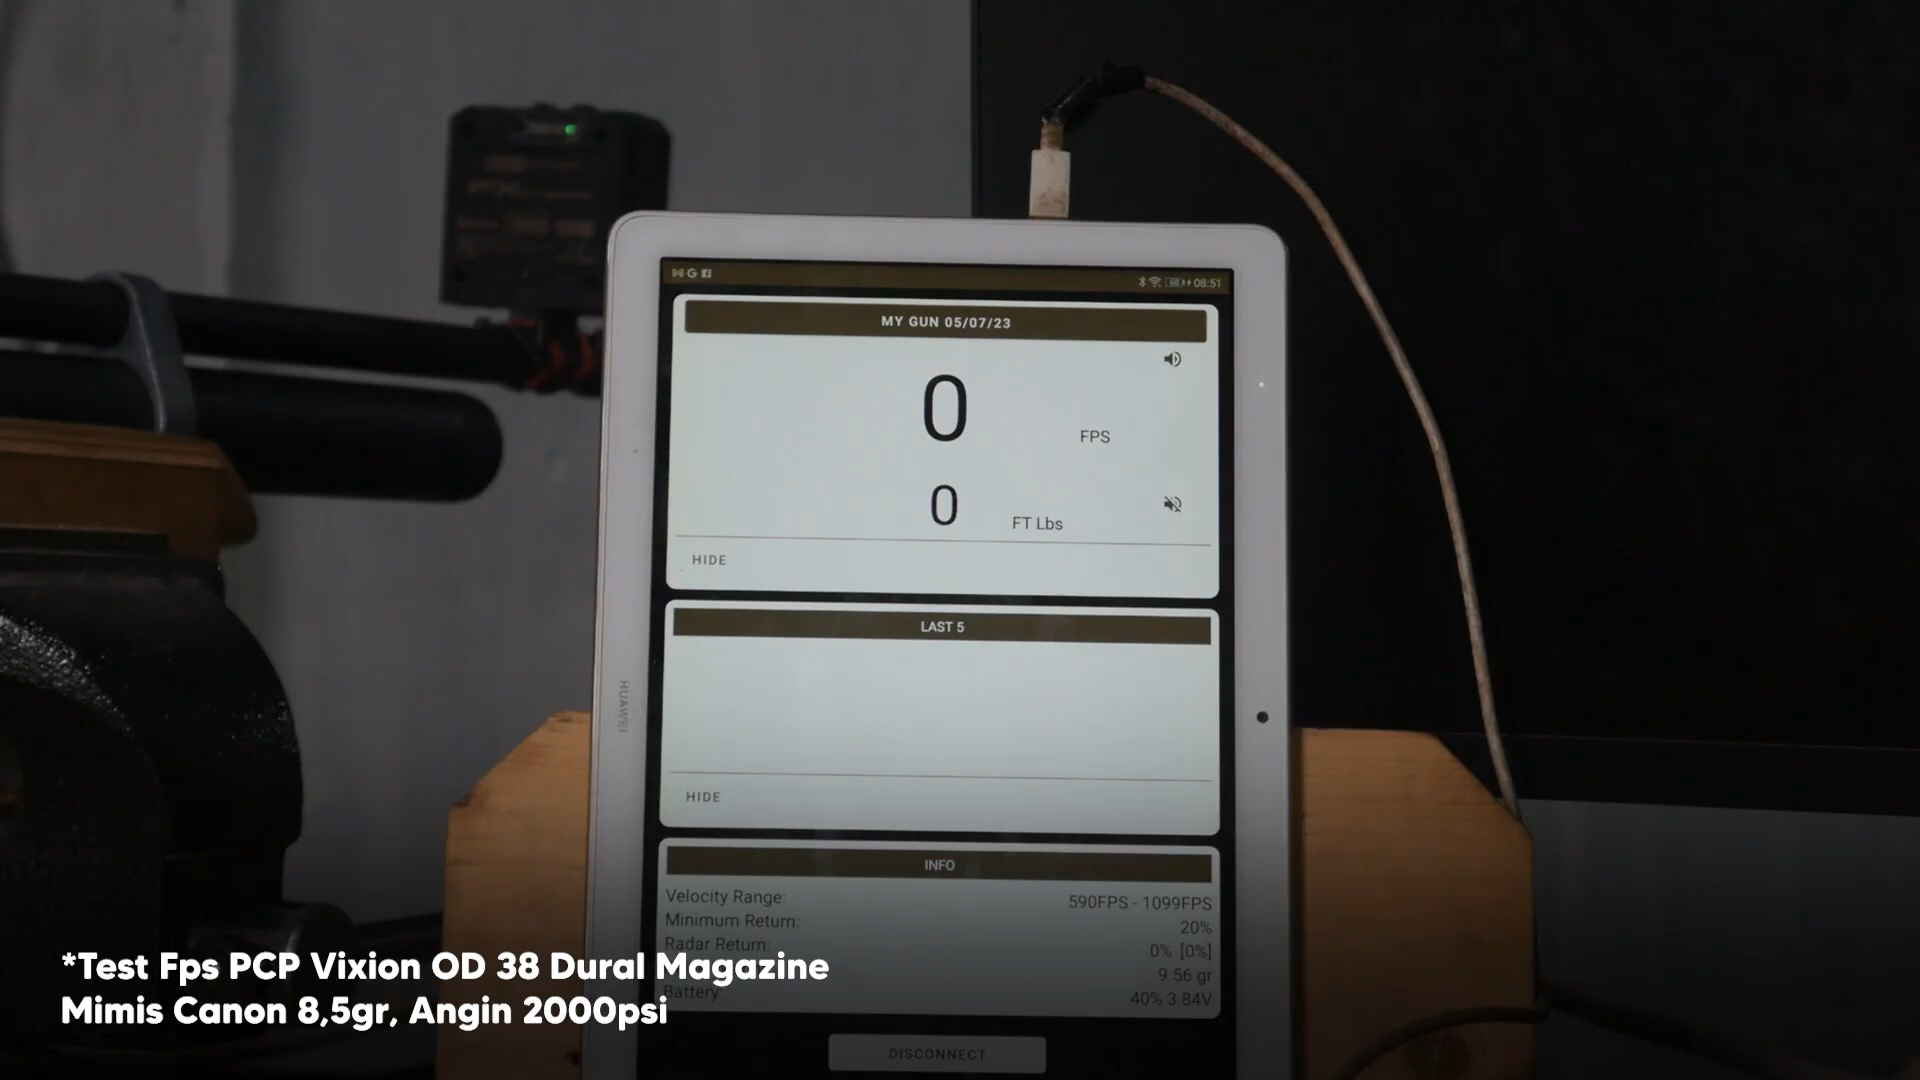 08:51
MY GUN 05/07/23
0
FPS
0
FT Lbs
HIDE
LAST 5
HIDE
INFO
Velocity Range: 590FPS - 1099FPS
Minimum Return: 20%
Radar Return: 0% [0%]
9.56 gr
Battery: 40% 3.84V
DISCONNECT
HUAWEI
*Test Fps PCP Vixion OD 38 Dural Magazine
Mimis Canon 8,5gr, Angin 2000psi